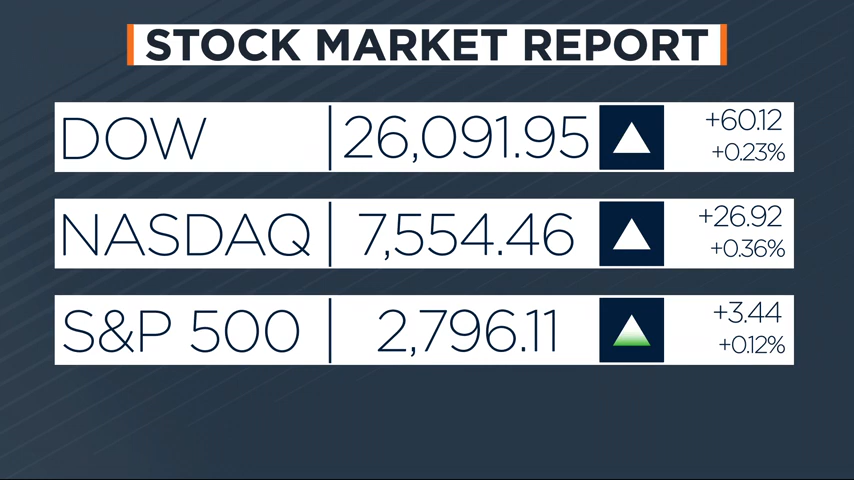 STOCK MARKET REPORT
DOW 26,091.95 +60.12
+0.23%
NASDAQ 7,554.46 +26.92
+0.36%
S&P 500 2,796.11 +3.44
+0.12%